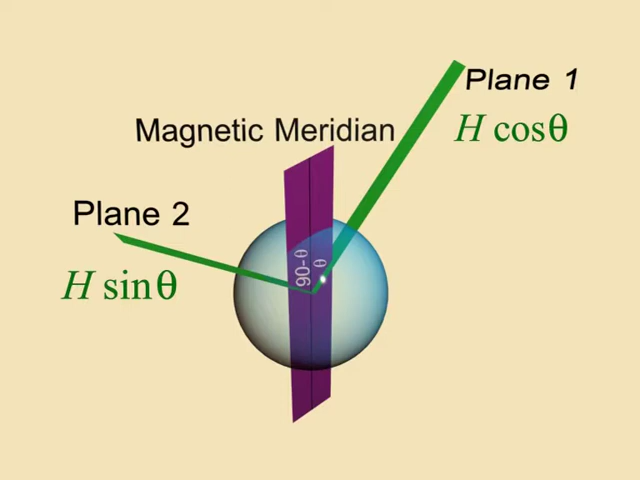 Plane 1
H cosθ
Magnetic Meridian
Plane 2
H sinθ
90-θ
θ